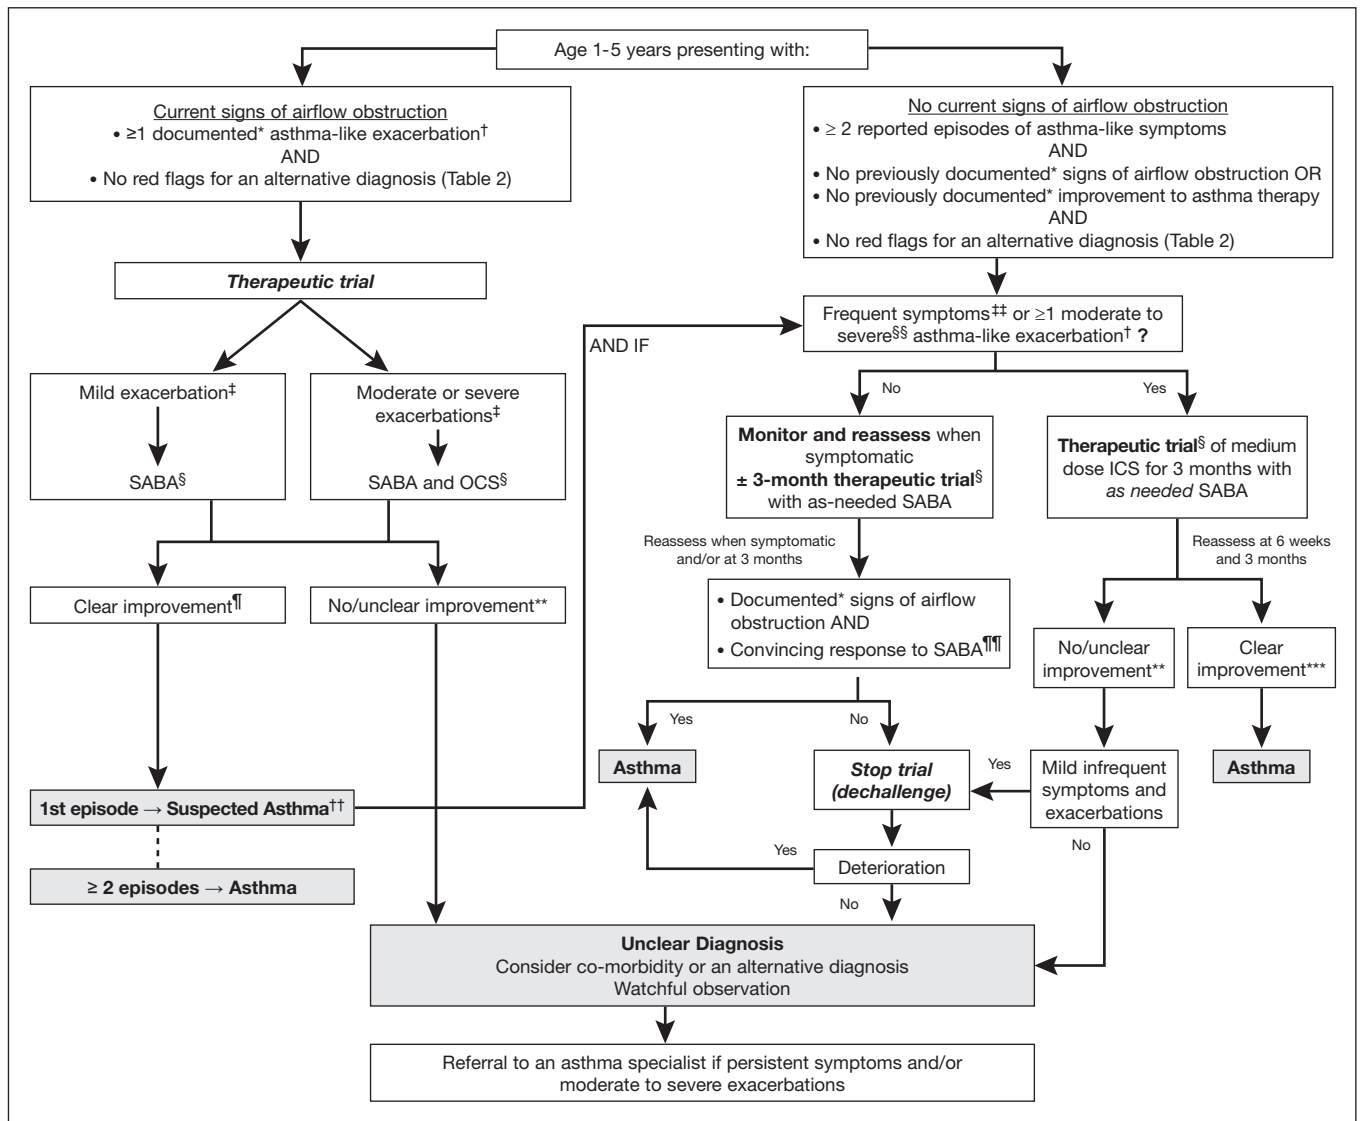 Age 1-5 years presenting with:
Current signs of airflow obstruction
• ≥1 documented* asthma-like exacerbation†
AND
• No red flags for an alternative diagnosis (Table 2)
No current signs of airflow obstruction
• ≥ 2 reported episodes of asthma-like symptoms
AND
• No previously documented* signs of airflow obstruction OR
• No previously documented* improvement to asthma therapy
AND
• No red flags for an alternative diagnosis (Table 2)
Therapeutic trial
Mild exacerbation‡
SABA§
Moderate or severe
exacerbations‡
SABA and OCS§
Clear improvement¶
No/unclear improvement**
1st episode → Suspected Asthma††
≥ 2 episodes → Asthma
AND IF
Frequent symptoms‡‡ or ≥1 moderate to
severe§§ asthma-like exacerbation† ?
No
Yes
Monitor and reassess when
symptomatic
± 3-month therapeutic trial§
with as-needed SABA
Therapeutic trial§ of medium
dose ICS for 3 months with
as needed SABA
Reassess when symptomatic
and/or at 3 months
Reassess at 6 weeks
and 3 months
• Documented* signs of airflow
obstruction AND
• Convincing response to SABA¶¶
No/unclear
improvement**
Clear
improvement***
Yes
No
Asthma
Stop trial
(dechallenge)
Yes
Mild infrequent
symptoms and
exacerbations
Asthma
No
Yes
Deterioration
No
Unclear Diagnosis
Consider co-morbidity or an alternative diagnosis
Watchful observation
Referral to an asthma specialist if persistent symptoms and/or
moderate to severe exacerbations